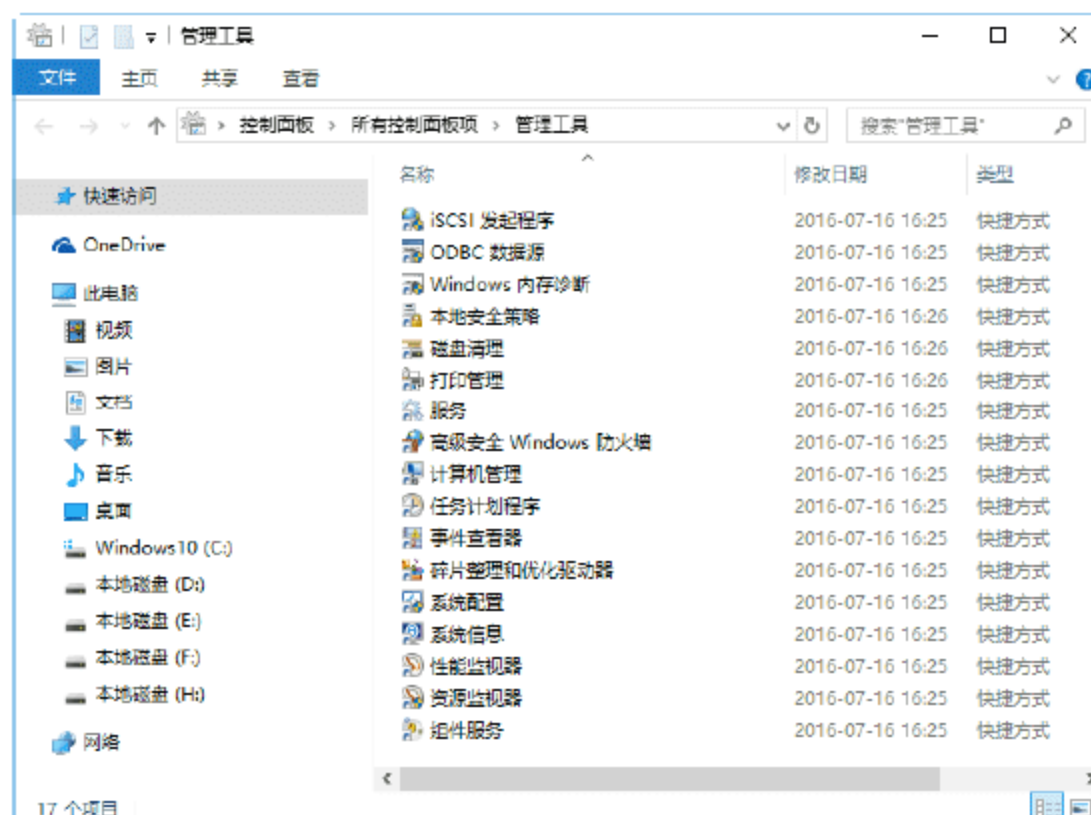 管理工具
文件 主页 共享 查看
控制面板 › 所有控制面板项 › 管理工具 搜索"管理工具"
名称 修改日期 类型
快速访问
OneDrive
此电脑
视频
图片
文档
下载
音乐
桌面
Windows10 (C:)
本地磁盘 (D:)
本地磁盘 (E:)
本地磁盘 (F:)
本地磁盘 (H:)
网络
iSCSI 发起程序 2016-07-16 16:25 快捷方式
ODBC 数据源 2016-07-16 16:25 快捷方式
Windows 内存诊断 2016-07-16 16:25 快捷方式
本地安全策略 2016-07-16 16:26 快捷方式
磁盘清理 2016-07-16 16:26 快捷方式
打印管理 2016-07-16 16:26 快捷方式
服务 2016-07-16 16:25 快捷方式
高级安全 Windows 防火墙 2016-07-16 16:25 快捷方式
计算机管理 2016-07-16 16:25 快捷方式
任务计划程序 2016-07-16 16:25 快捷方式
事件查看器 2016-07-16 16:25 快捷方式
碎片整理和优化驱动器 2016-07-16 16:25 快捷方式
系统配置 2016-07-16 16:25 快捷方式
系统信息 2016-07-16 16:25 快捷方式
性能监视器 2016-07-16 16:25 快捷方式
资源监视器 2016-07-16 16:25 快捷方式
组件服务 2016-07-16 16:25 快捷方式
17 个项目